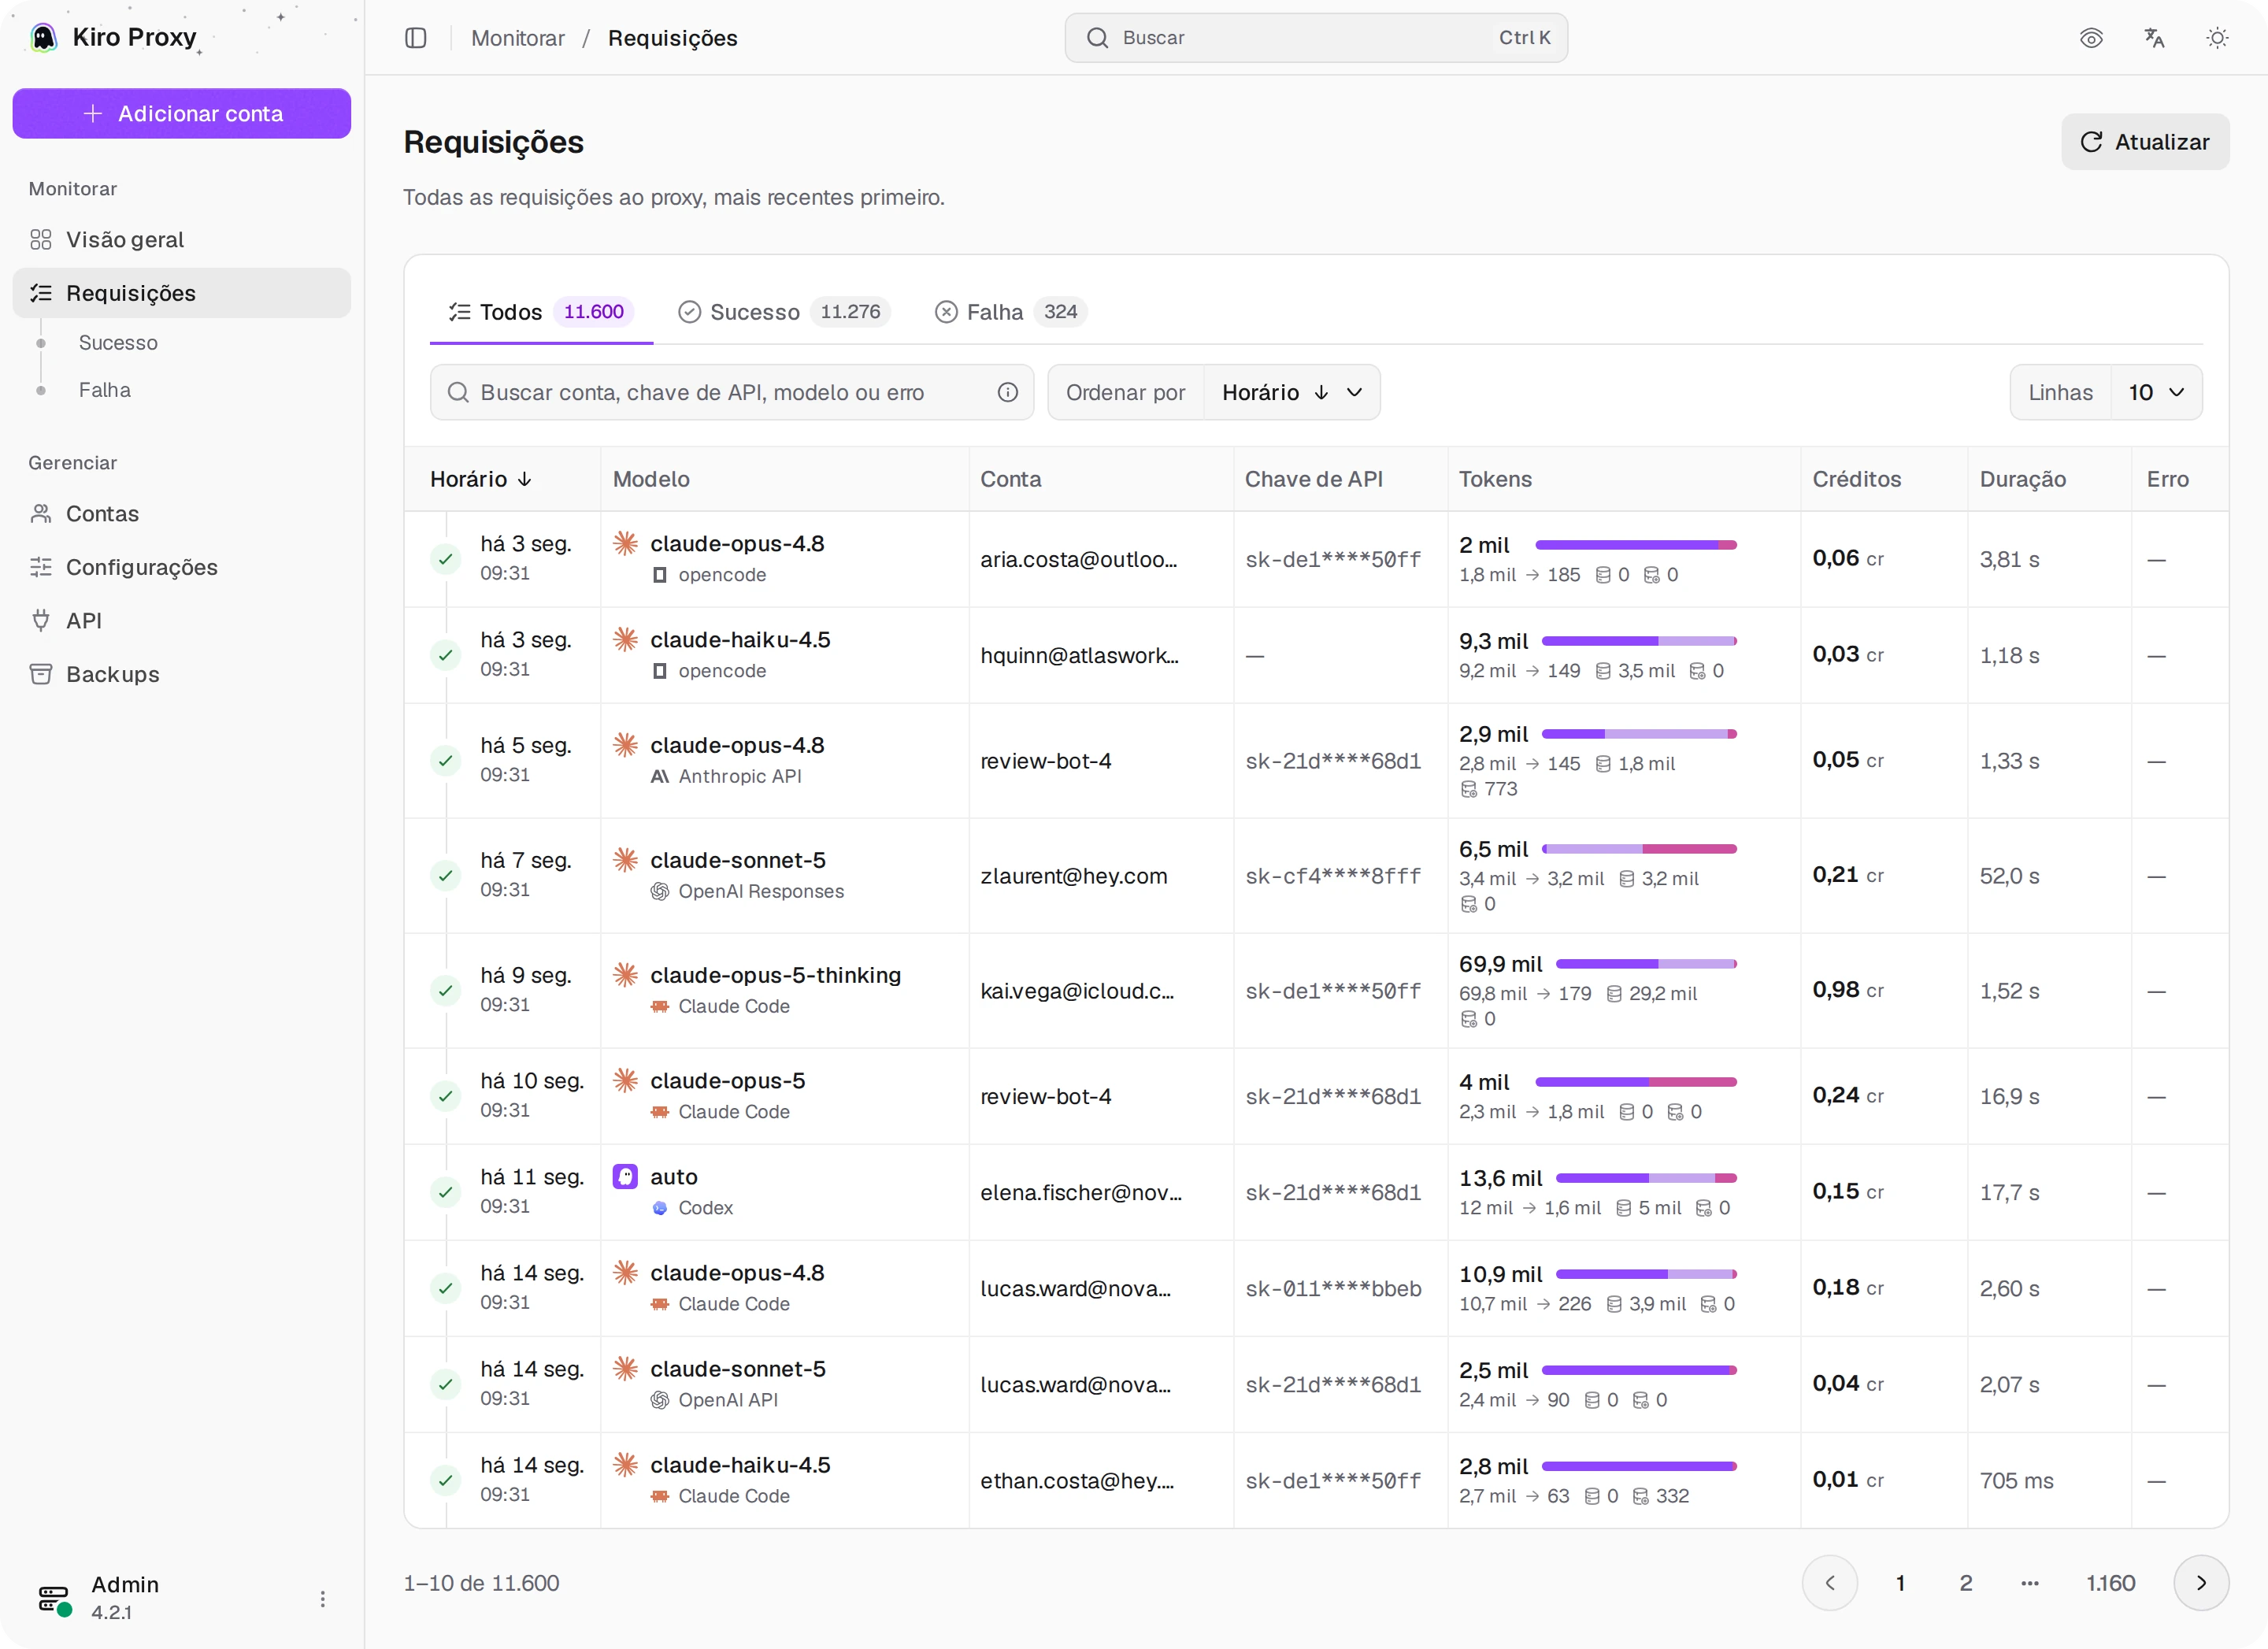 Kiro Proxy
Adicionar conta
Monitorar
Visão geral
Requisições
Sucesso
Falha
Gerenciar
Contas
Configurações
API
Backups
Admin
4.2.1
Monitorar / Requisições
Buscar Ctrl K
Requisições
Atualizar
Todas as requisições ao proxy, mais recentes primeiro.
Todos 11.600 Sucesso 11.276 Falha 324
Buscar conta, chave de API, modelo ou erro
Ordenar por Horário ↓
Linhas 10
Horário ↓ Modelo Conta Chave de API Tokens Créditos Duração Erro
há 3 seg. claude-opus-4.8 aria.costa@outloo... sk-de1****50ff 2 mil 0,06 cr 3,81 s —
09:31 opencode 1,8 mil → 185 0 0
há 3 seg. claude-haiku-4.5 hquinn@atlaswork... — 9,3 mil 0,03 cr 1,18 s —
09:31 opencode 9,2 mil → 149 3,5 mil 0
há 5 seg. claude-opus-4.8 review-bot-4 sk-21d****68d1 2,9 mil 0,05 cr 1,33 s —
09:31 Anthropic API 2,8 mil → 145 1,8 mil
773
há 7 seg. claude-sonnet-5 zlaurent@hey.com sk-cf4****8fff 6,5 mil 0,21 cr 52,0 s —
09:31 OpenAI Responses 3,4 mil → 3,2 mil 3,2 mil
0
há 9 seg. claude-opus-5-thinking kai.vega@icloud.c... sk-de1****50ff 69,9 mil 0,98 cr 1,52 s —
09:31 Claude Code 69,8 mil → 179 29,2 mil
0
há 10 seg. claude-opus-5 review-bot-4 sk-21d****68d1 4 mil 0,24 cr 16,9 s —
09:31 Claude Code 2,3 mil → 1,8 mil 0 0
há 11 seg. auto elena.fischer@nov... sk-21d****68d1 13,6 mil 0,15 cr 17,7 s —
09:31 Codex 12 mil → 1,6 mil 5 mil 0
há 14 seg. claude-opus-4.8 lucas.ward@nova... sk-011****bbeb 10,9 mil 0,18 cr 2,60 s —
09:31 Claude Code 10,7 mil → 226 3,9 mil 0
há 14 seg. claude-sonnet-5 lucas.ward@nova... sk-21d****68d1 2,5 mil 0,04 cr 2,07 s —
09:31 OpenAI API 2,4 mil → 90 0 0
há 14 seg. claude-haiku-4.5 ethan.costa@hey.... sk-de1****50ff 2,8 mil 0,01 cr 705 ms —
09:31 Claude Code 2,7 mil → 63 0 332
1–10 de 11.600
1 2 ••• 1.160